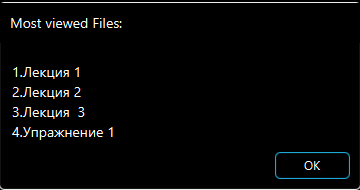 Most viewed Files:
1.Лекция 1
2.Лекция 2
3.Лекция  3
4.Упражнение 1
OK